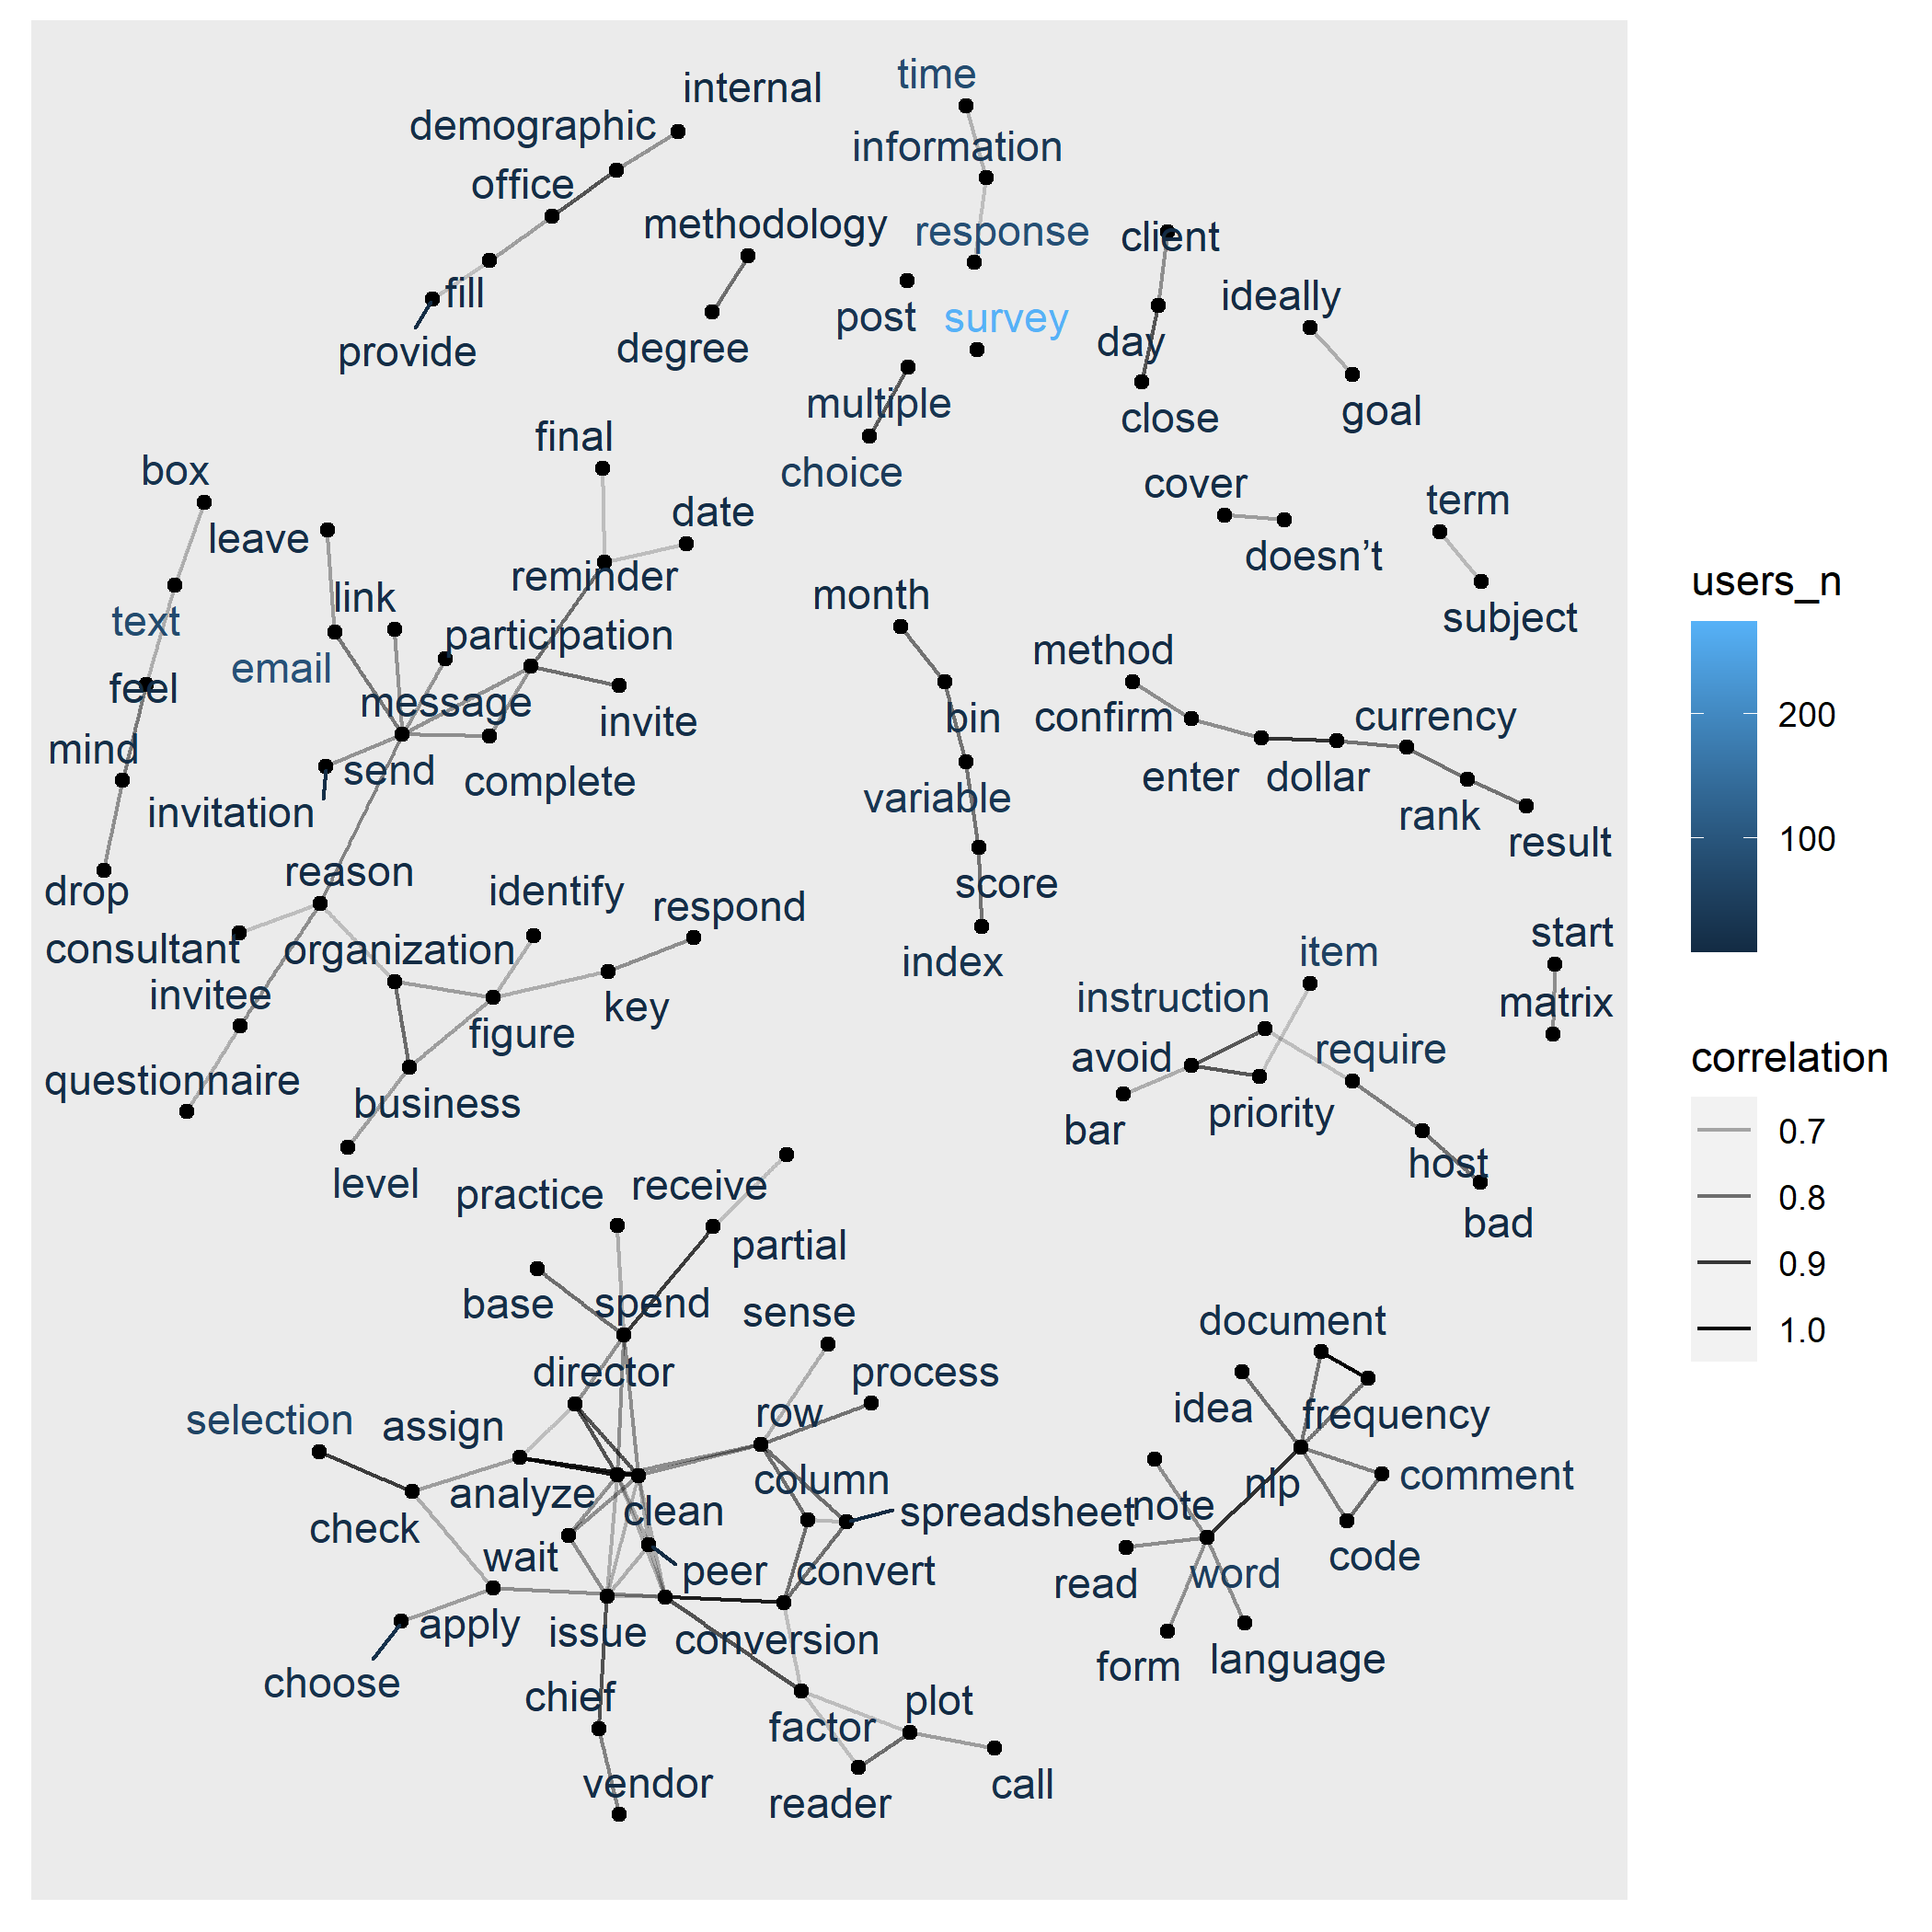 internal
time
demographic
information
office
methodology
response
client
fill
ideally
post
survey
provide
degree
day
multiple
close
goal
final
box
choice
cover
term
leave
date
reminder
doesn’t
link
month
text
participation
subject
email
method
feel
message
invite
bin
confirm
currency
mind
send
complete
enter
dollar
invitation
variable
rank
result
reason
drop
identify
score
respond
consultant
organization
index
item
start
invitee
key
instruction
matrix
figure
avoid
require
questionnaire
business
bar
priority
host
level
practice
receive
bad
partial
base
spend
sense
document
director
process
selection
assign
row
idea
frequency
analyze
column
nlp
comment
check
clean
spreadsheet
note
wait
peer
convert
read
word
code
apply
issue
conversion
form
language
choose
chief
plot
factor
vendor
reader
call
users_n
200
100
correlation
0.7
0.8
0.9
1.0